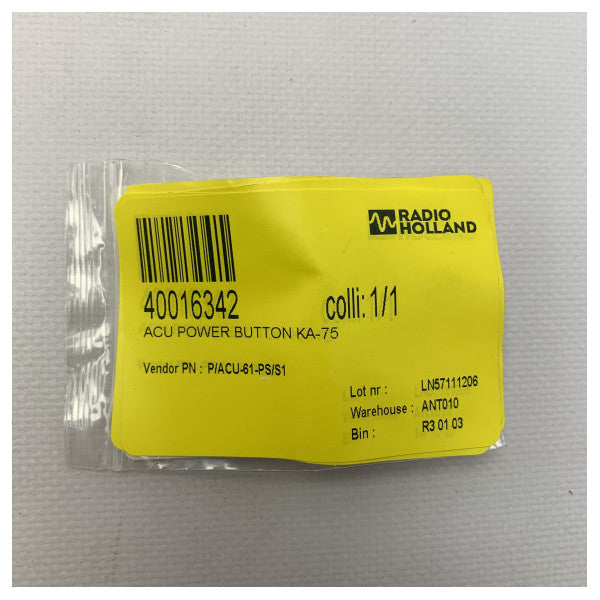 RADIO
HOLLAND
40016342 colli: 1/1
ACU POWER BUTTON KA-75
Vendor PN : P/ACU-61-PS/S1
Lot nr : LN57111206
Warehouse : ANT010
Bin : R3 01 03